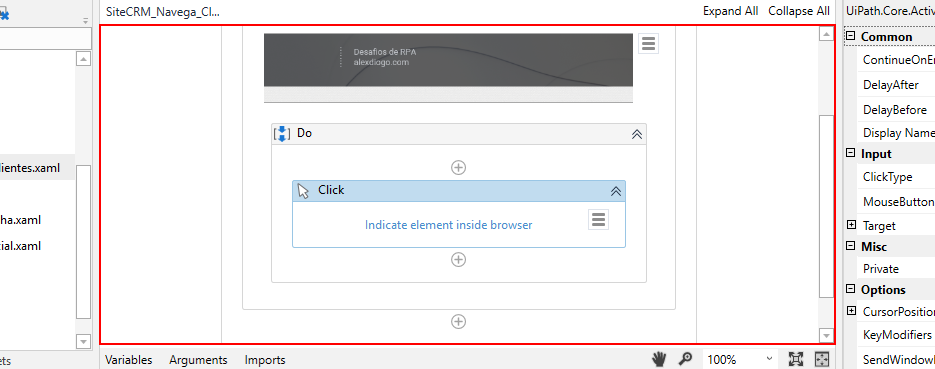 SiteCRM_Navega_Cl...
Expand All
Collapse All
UiPath.Core.Activ
Desafios de RPA
alexdiogo.com
Do
Click
Indicate element inside browser
lientes.xaml
ha.xaml
ial.xaml
ets
Common
ContinueOnEr
DelayAfter
DelayBefore
Display Name
Input
ClickType
MouseButton
Target
Misc
Private
Options
CursorPosition
KeyModifiers
SendWindowM
Variables
Arguments
Imports
100%